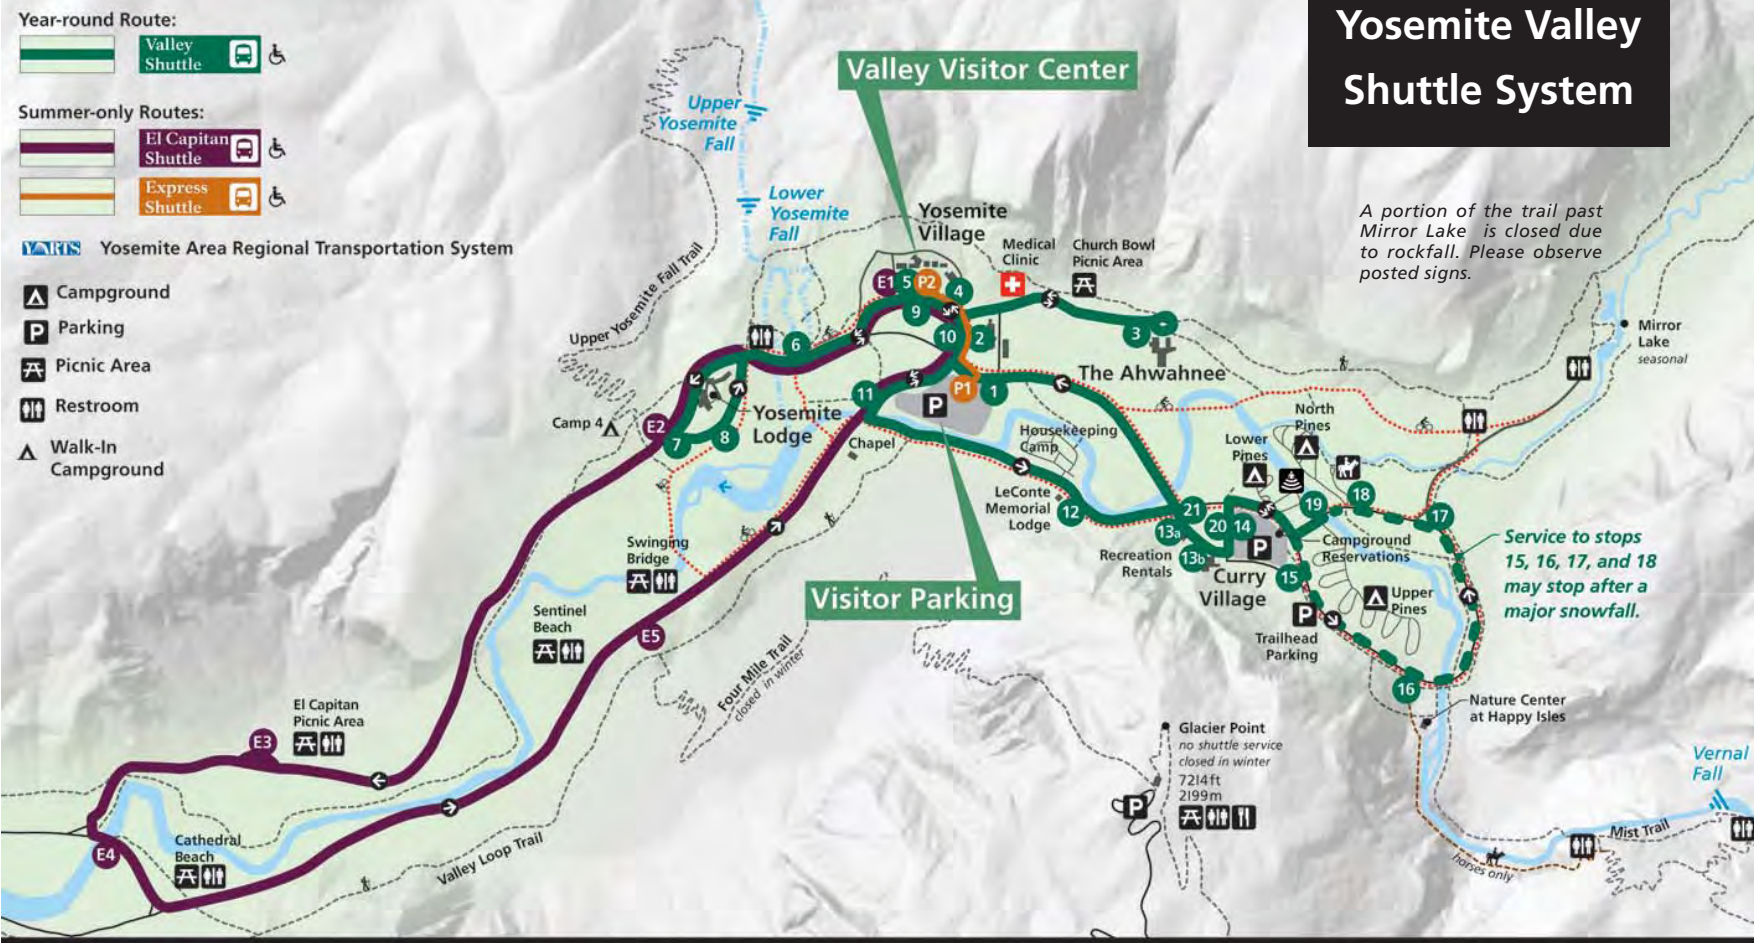 Year-round Route:
Valley
Shuttle
Summer-only Routes:
El Capitan
Shuttle
Express
Shuttle
YARTS Yosemite Area Regional Transportation System
Campground
P Parking
Picnic Area
Restroom
Walk-In
Campground
Yosemite Valley
Shuttle System
A portion of the trail past
Mirror Lake is closed due
to rockfall. Please observe
posted signs.
Valley Visitor Center
Upper
Yosemite
Fall
Lower
Yosemite
Fall
Yosemite
Village
Medical
Clinic
Church Bowl
Picnic Area
Upper Yosemite Fall Trail
E1
5
P2
4
9
10
2
3
6
The Ahwahnee
Mirror
Lake
seasonal
11
P1
1
P
Camp 4
E2
7
8
Yosemite
Lodge
Chapel
Housekeeping
Camp
North
Pines
Lower
Pines
LeConte
Memorial
Lodge
12
21
13a
13b
20
14
19
18
17
P
Recreation
Rentals
Curry
Village
Campground
Reservations
15
Upper
Pines
P
Trailhead
Parking
16
Service to stops
15, 16, 17, and 18
may stop after a
major snowfall.
Nature Center
at Happy Isles
Swinging
Bridge
Visitor Parking
Sentinel
Beach
E5
Four Mile Trail
closed in winter
El Capitan
Picnic Area
E3
E4
Cathedral
Beach
Valley Loop Trail
Glacier Point
no shuttle service
closed in winter
7214 ft
2199 m
P
Vernal
Fall
Mist Trail
horses only